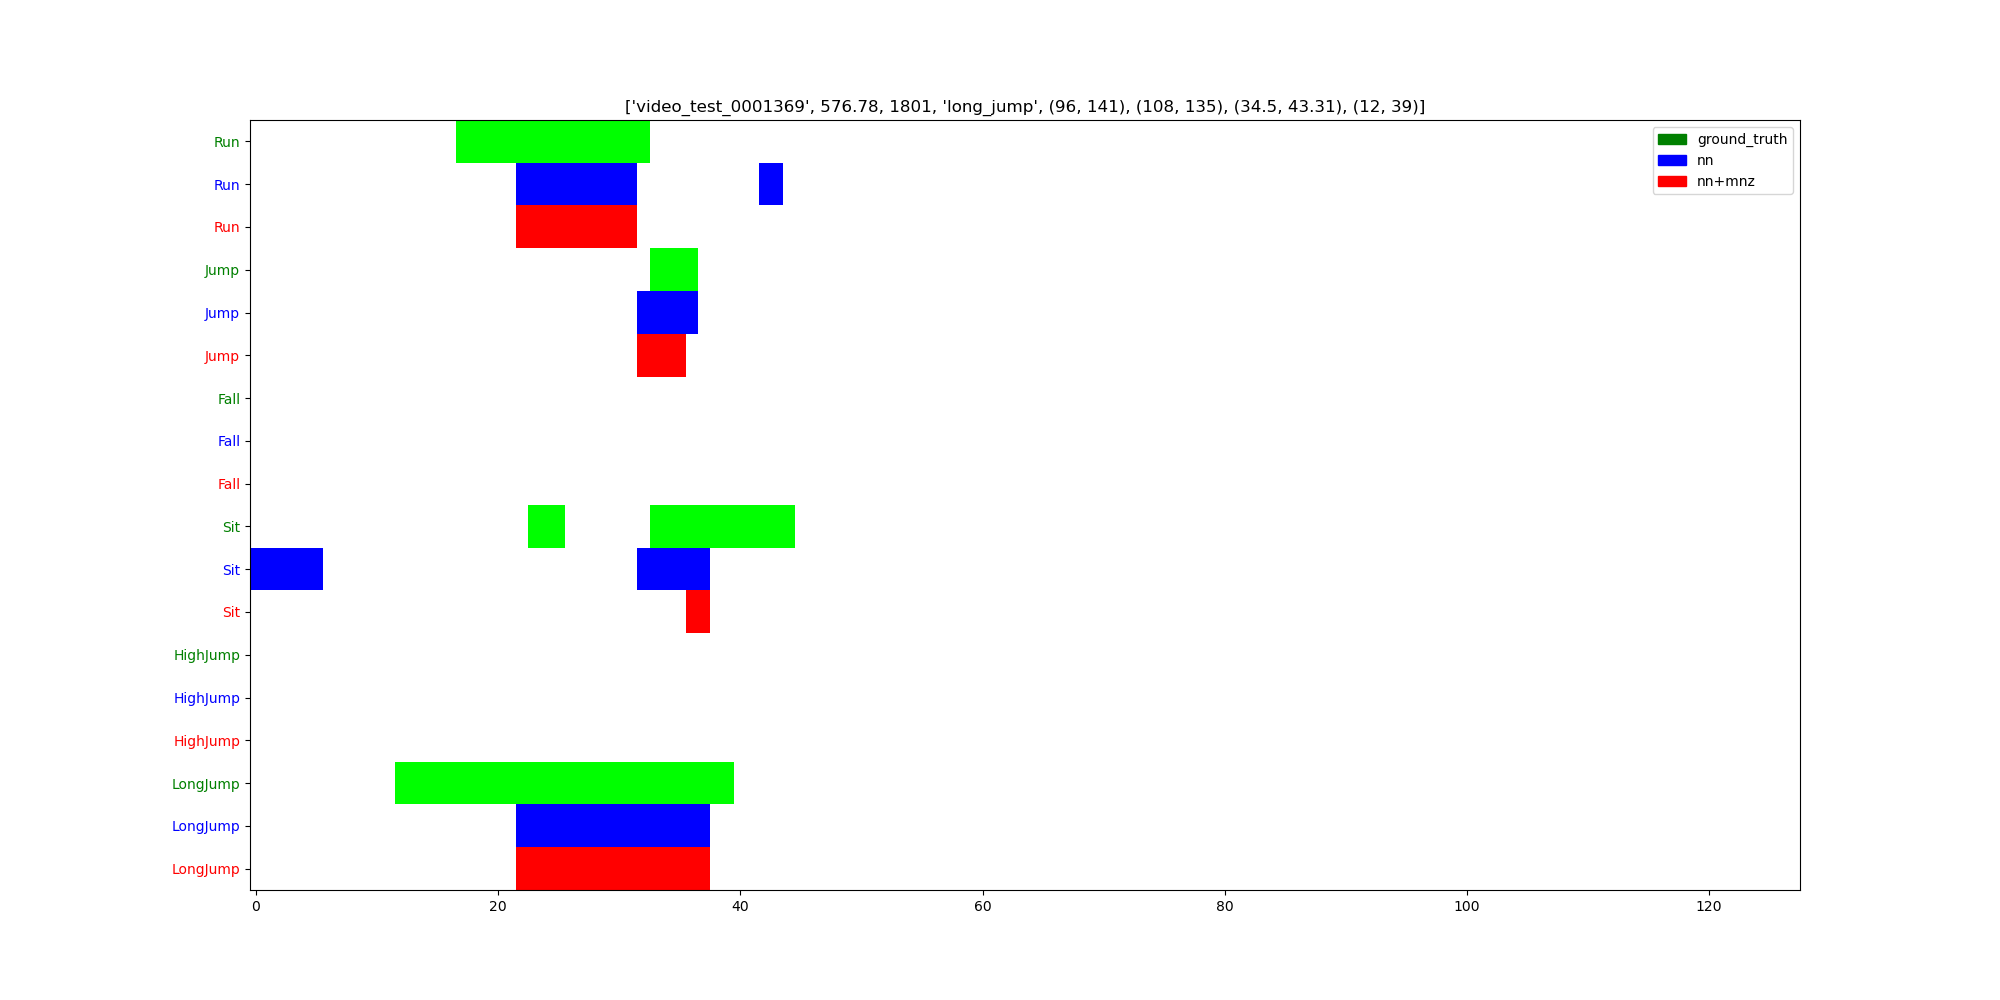 ['video_test_0001369', 576.78, 1801, 'long_jump', (96, 141), (108, 135), (34.5, 43.31), (12, 39)]
ground_truth
nn
nn+mnz
Run
Run
Run
Jump
Jump
Jump
Fall
Fall
Fall
Sit
Sit
Sit
HighJump
HighJump
HighJump
LongJump
LongJump
LongJump
0 20 40 60 80 100 120